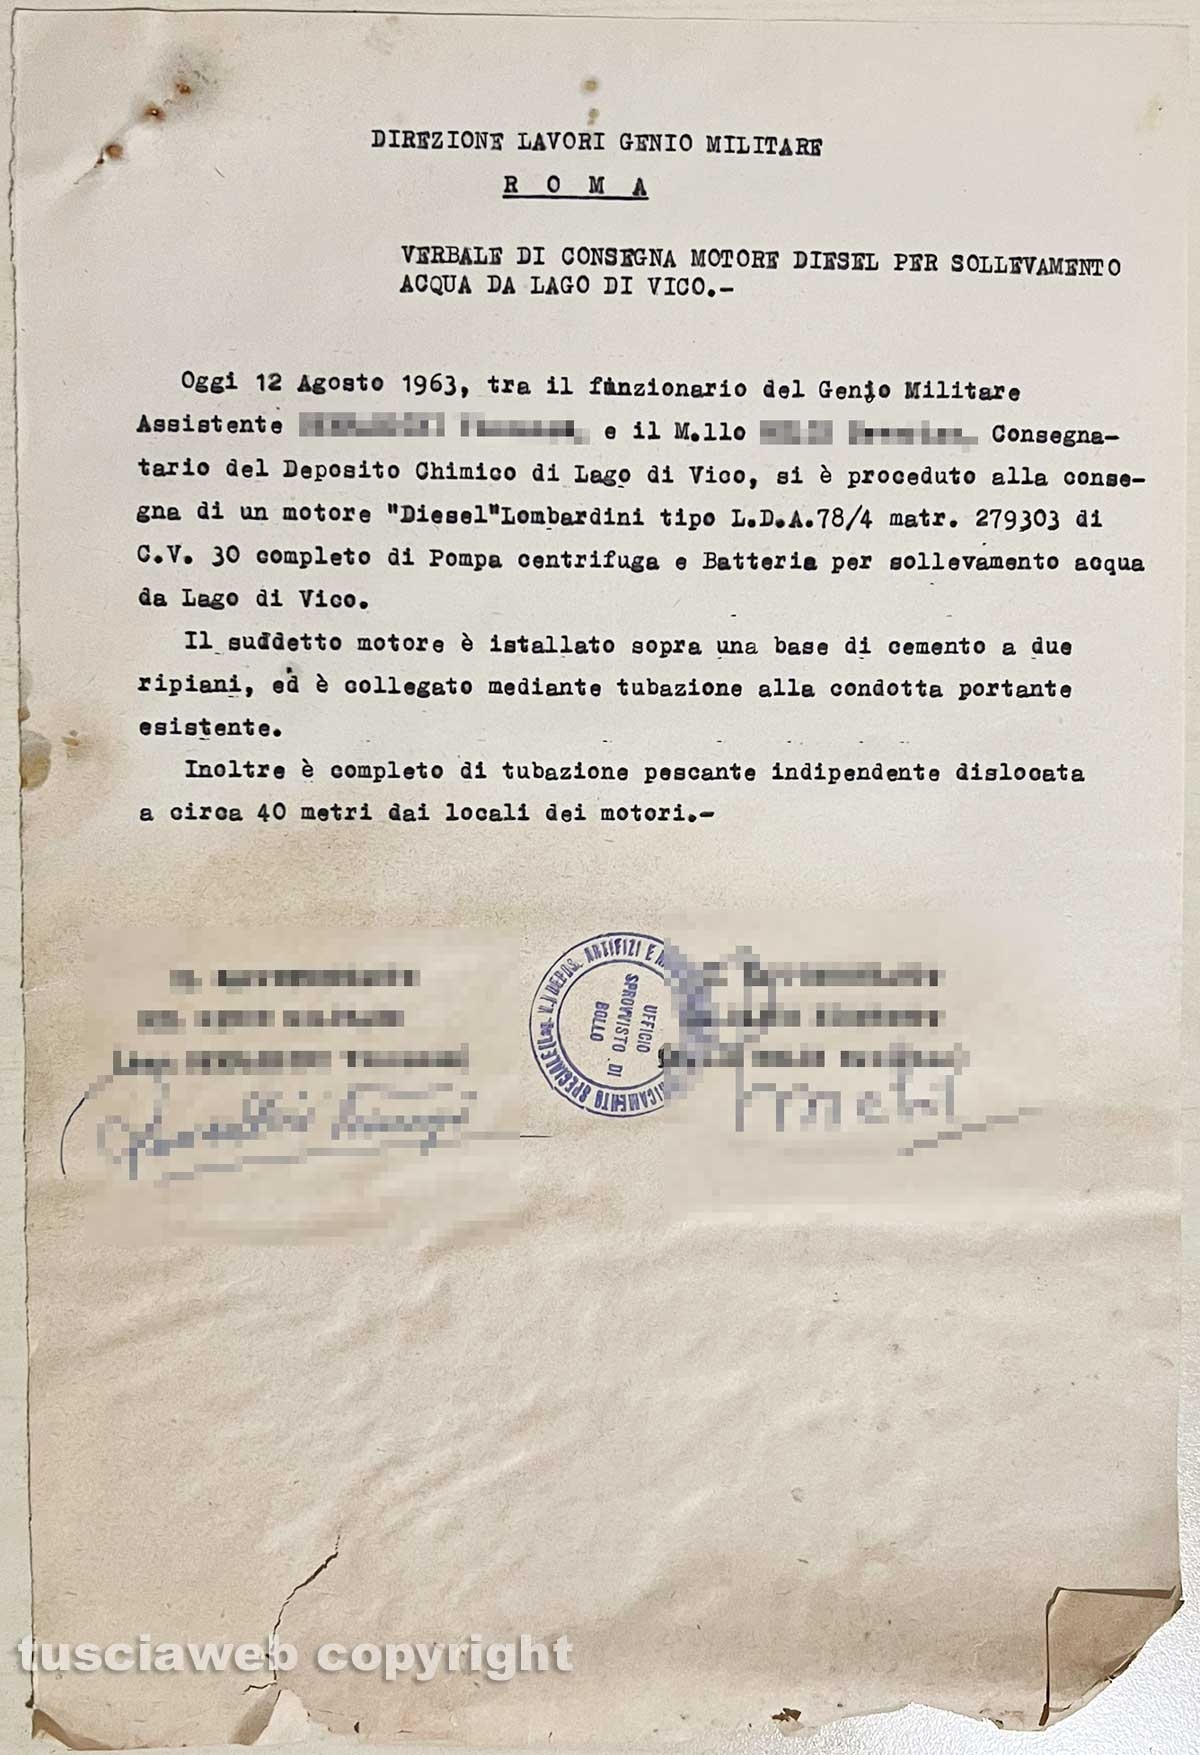 DIREZIONE LAVORI GENIO MILITARE
R O M A
VERBALE DI CONSEGNA MOTORE DIESEL PER SOLLEVAMENTO
ACQUA DA LAGO DI VICO.-
Oggi 12 Agosto 1963, tra il funzionario del Genio Militare
Assistente e il M.llo Consegna-
tario del Deposito Chimico di Lago di Vico, si è proceduto alla conse-
gna di un motore "Diesel"Lombardini tipo L.D.A.78/4 matr. 279303 di
C.V. 30 completo di Pompa centrifuga e Batteria per sollevamento acqua
da Lago di Vico.
Il suddetto motore è istallato sopra una base di cemento a due
ripiani, ed è collegato mediante tubazione alla condotta portante
esistente.
Inoltre è completo di tubazione pescante indipendente dislocata
a circa 40 metri dai locali dei motori.-
DEPOS. ARTIFIZI E
SPECIALE
UFFICIO
SPROVVISTO DI
BOLLO
tusciaweb copyright